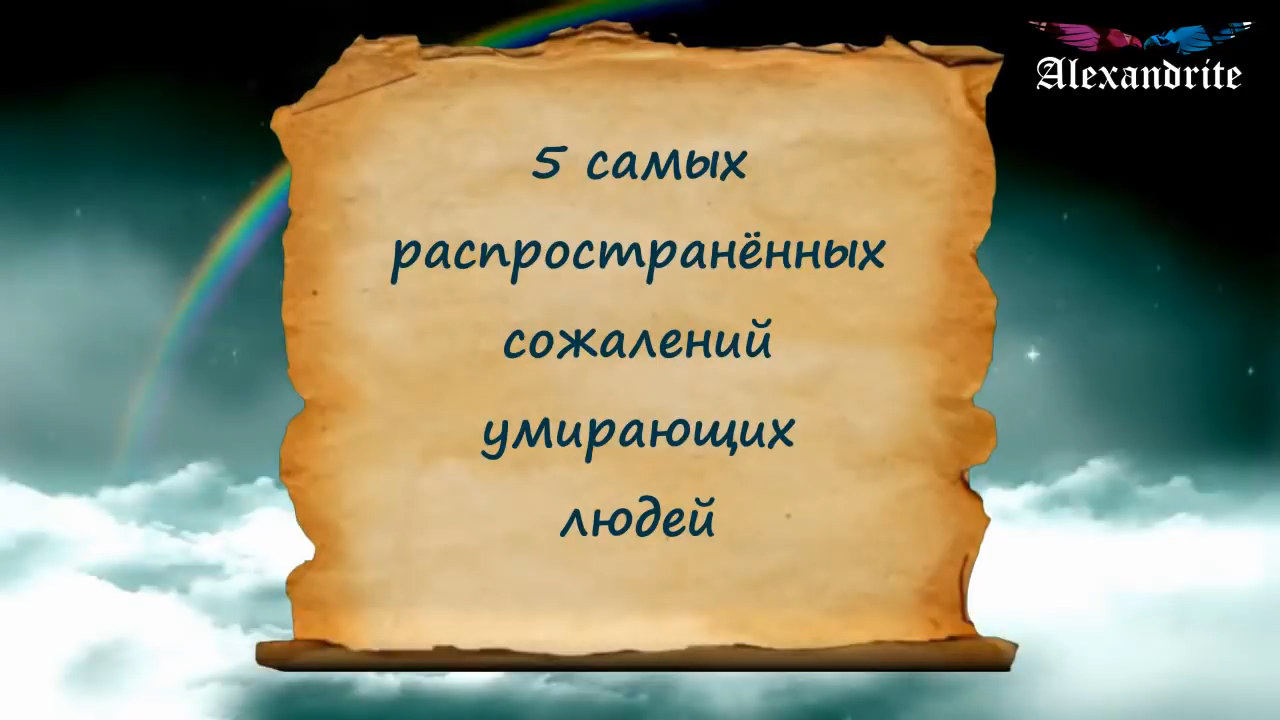 Alexandrite
5 самых
распространённых
сожалений
умирающих
людей